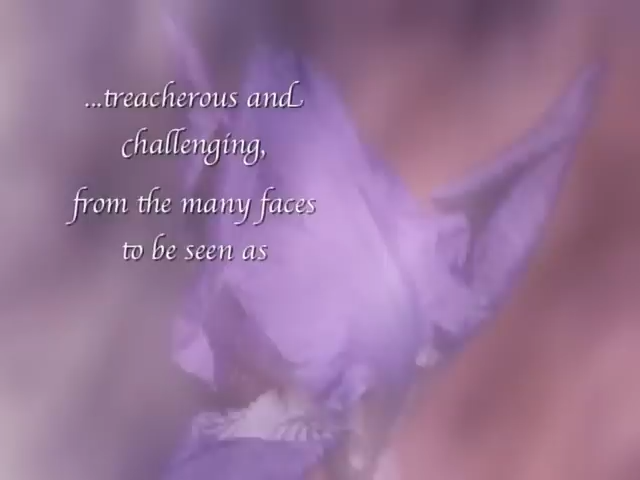 ...treacherous and
challenging,
from the many faces
to be seen as